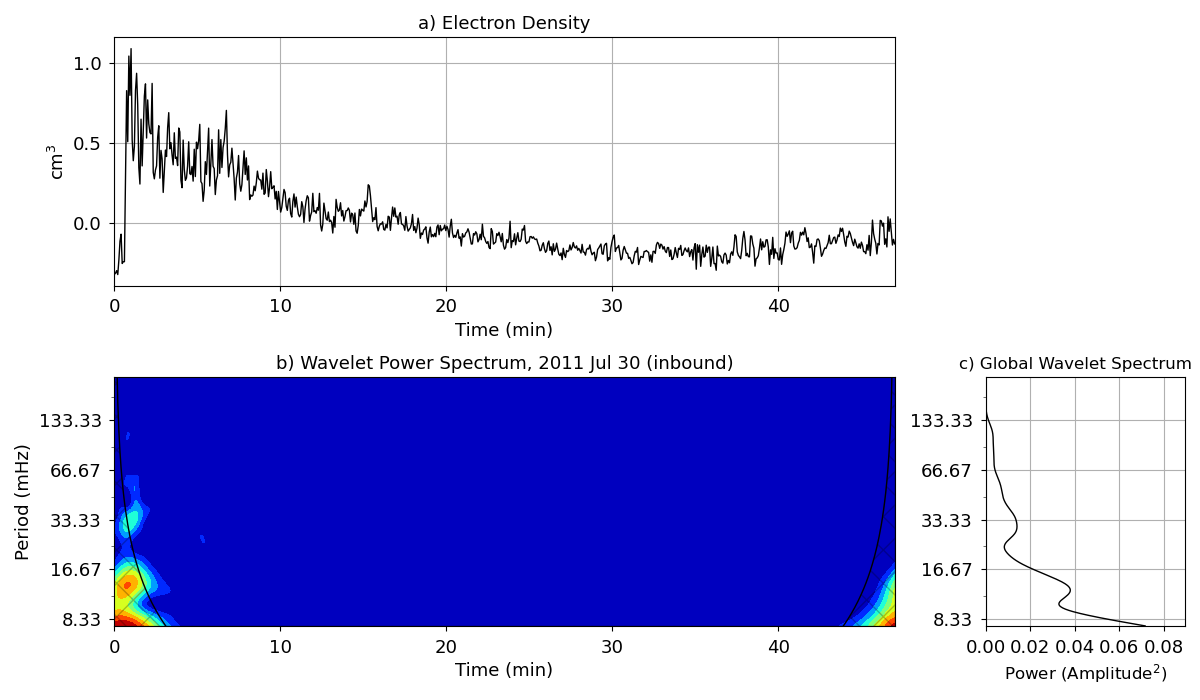 a) Electron Density
1.0
0.5
0.0
cm³
0 10 20 30 40
Time (min)
b) Wavelet Power Spectrum, 2011 Jul 30 (inbound)
133.33
66.67
33.33
16.67
8.33
Period (mHz)
0 10 20 30 40
Time (min)
c) Global Wavelet Spectrum
133.33
66.67
33.33
16.67
8.33
0.00 0.02 0.04 0.06 0.08
Power (Amplitude²)